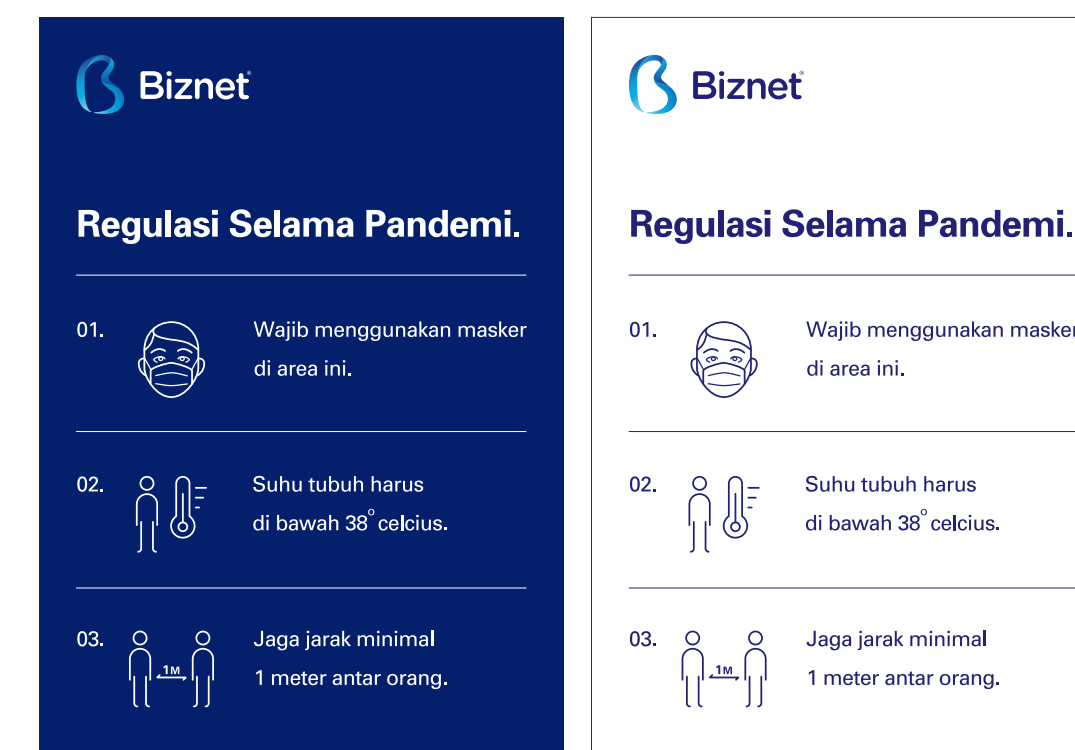 Biznet
Regulasi Selama Pandemi.
01.
Wajib menggunakan masker
di area ini.
02.
Suhu tubuh harus
di bawah 38° celcius.
03.
1M
Jaga jarak minimal
1 meter antar orang.
Biznet
Regulasi Selama Pandemi.
01.
Wajib menggunakan masker
di area ini.
02.
Suhu tubuh harus
di bawah 38° celcius.
03.
1M
Jaga jarak minimal
1 meter antar orang.